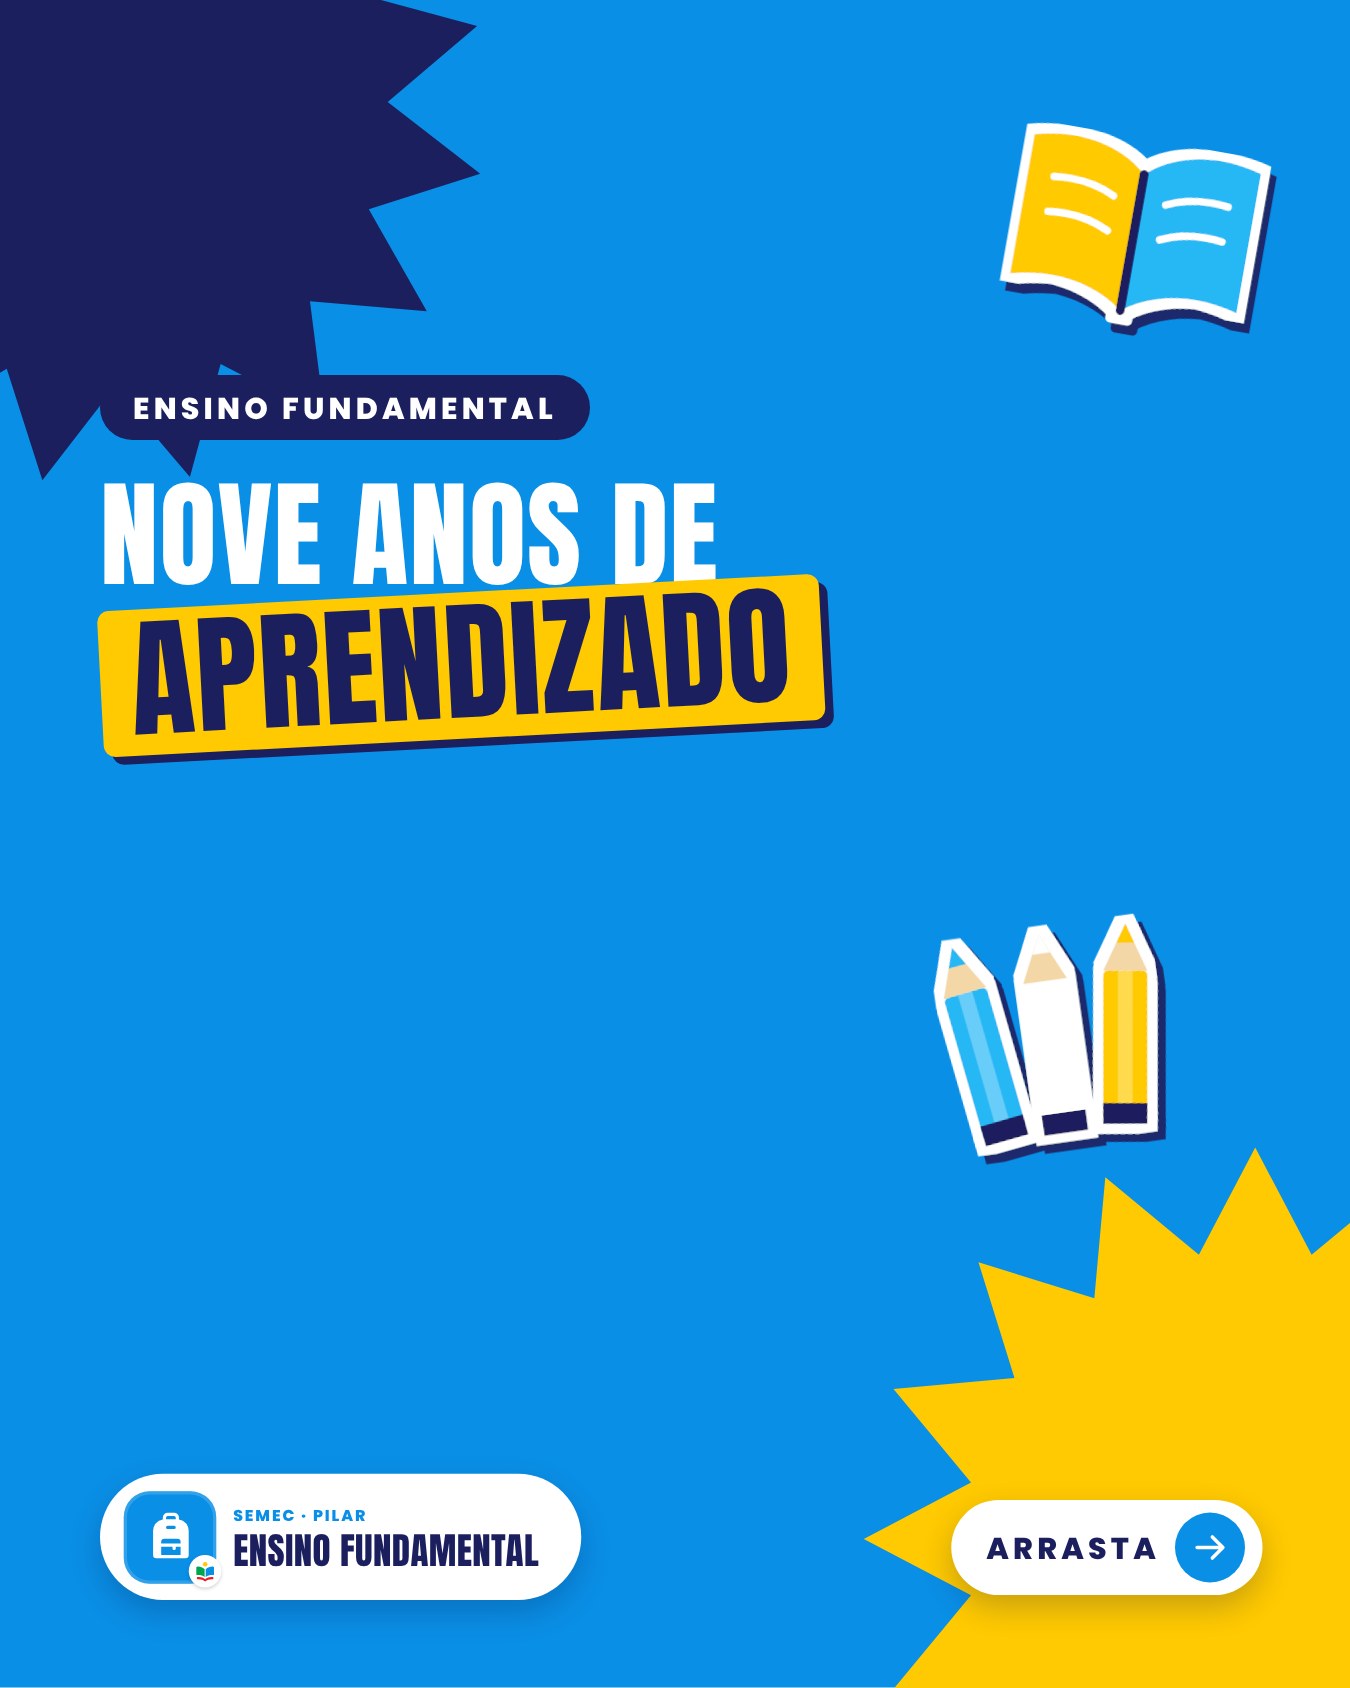 ENSINO FUNDAMENTAL
NOVE ANOS DE
APRENDIZADO
SEMEC · PILAR
ENSINO FUNDAMENTAL
ARRASTA